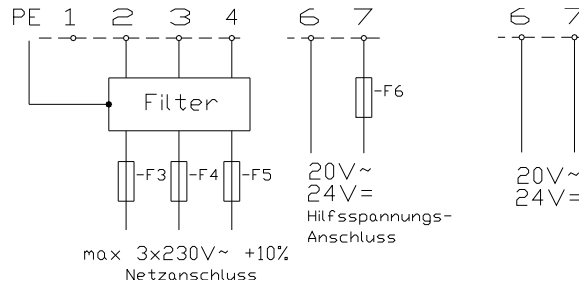 PE 1 2 3 4 6 7 6 7
Filter
-F6
-F3 -F4 -F5
20V~ 20V~
24V= 24V=
Hilfsspannungs-
Anschluss
max 3x230V~ +10%
Netzanschluss